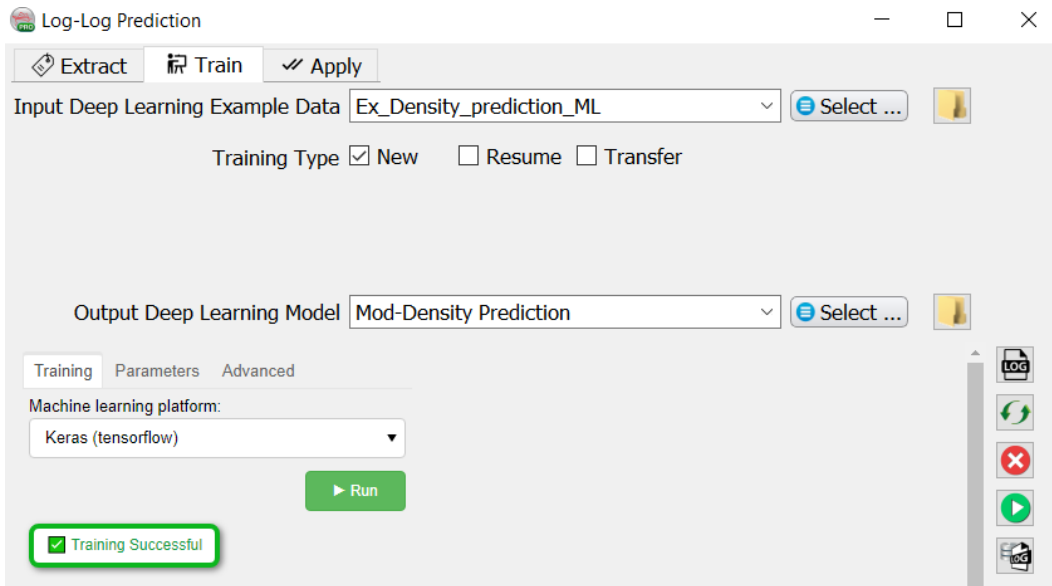 Log-Log Prediction
PRO
Extract Train Apply
Input Deep Learning Example Data Ex_Density_prediction_ML Select ...
Training Type New Resume Transfer
Output Deep Learning Model Mod-Density Prediction Select ...
Training Parameters Advanced
LOG
Machine learning platform:
Keras (tensorflow)
Run
Training Successful
LOG